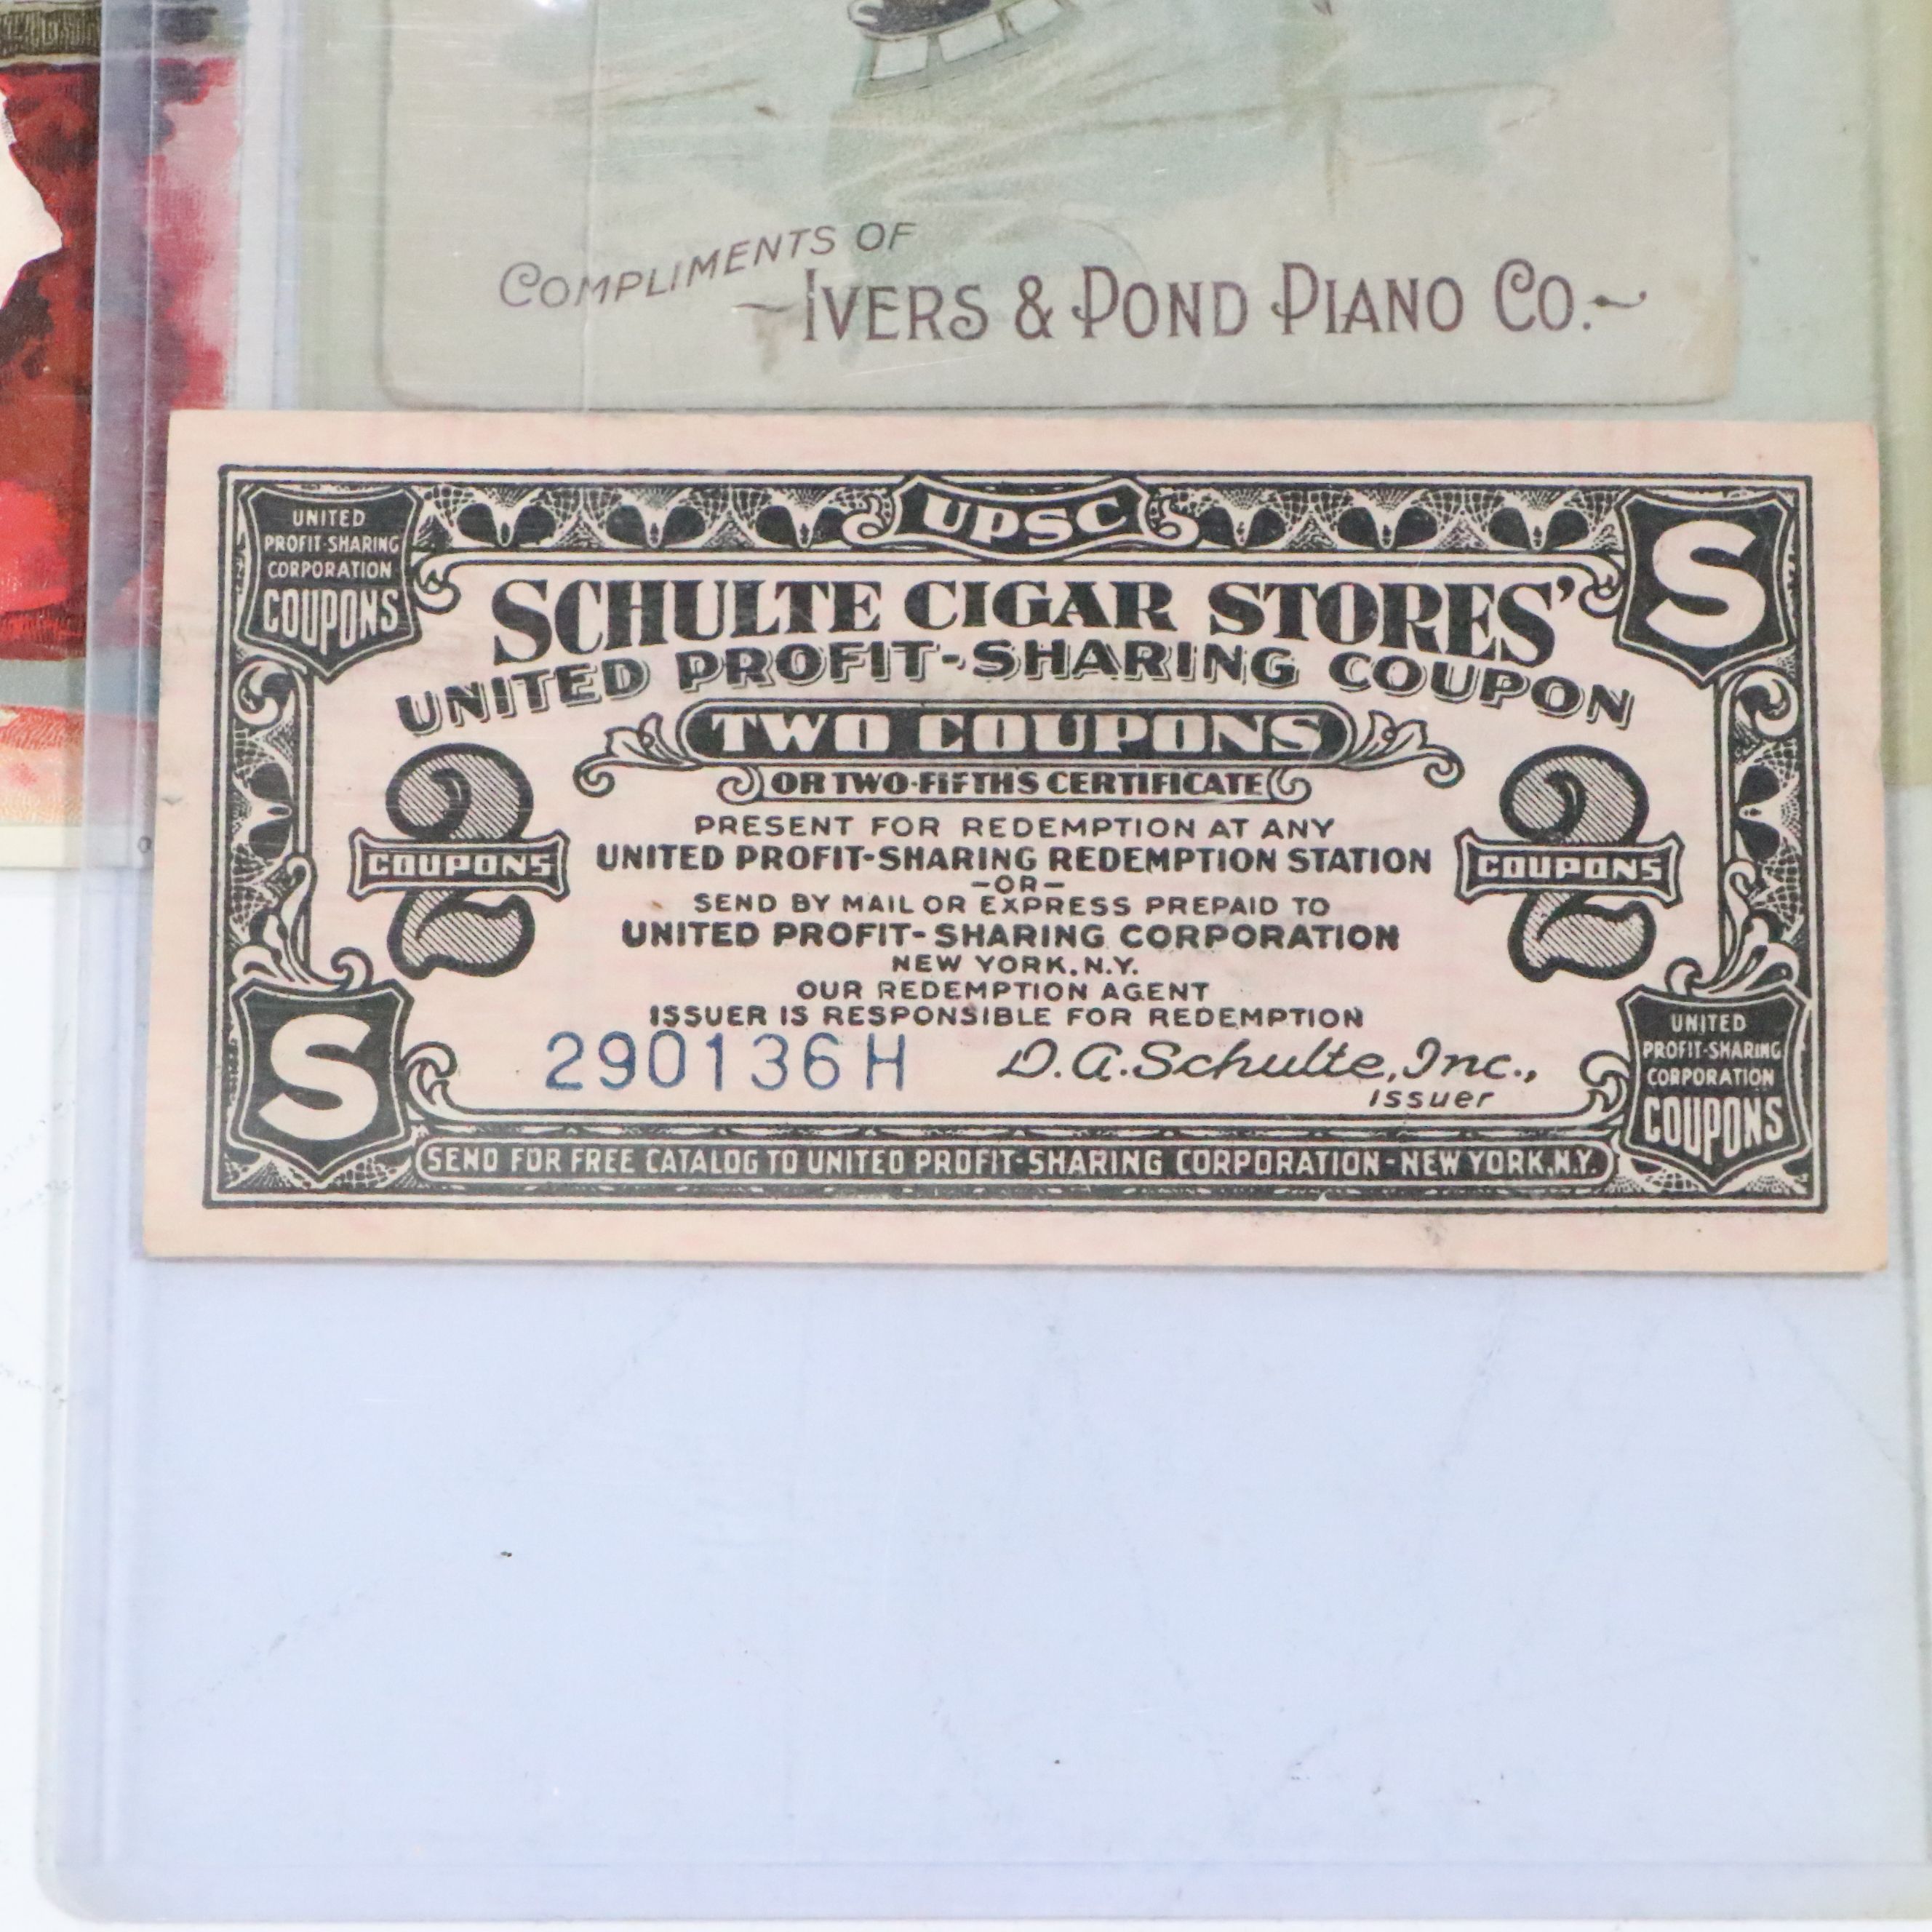 COMPLIMENTS OF
IVERS & POND PIANO CO.
UPSC
UNITED
PROFIT-SHARING
CORPORATION
COUPONS
S
SCHULTE CIGAR STORES'
UNITED PROFIT-SHARING COUPON
TWO COUPONS
OR TWO-FIFTHS CERTIFICATE
2
COUPONS
2
COUPONS
PRESENT FOR REDEMPTION AT ANY
UNITED PROFIT-SHARING REDEMPTION STATION
-OR-
SEND BY MAIL OR EXPRESS PREPAID TO
UNITED PROFIT-SHARING CORPORATION
NEW YORK, N.Y.
OUR REDEMPTION AGENT
ISSUER IS RESPONSIBLE FOR REDEMPTION
290136H
D. A. Schulte, Inc.,
issuer
S
UNITED
PROFIT-SHARING
CORPORATION
COUPONS
SEND FOR FREE CATALOG TO UNITED PROFIT-SHARING CORPORATION-NEW YORK, N.Y.